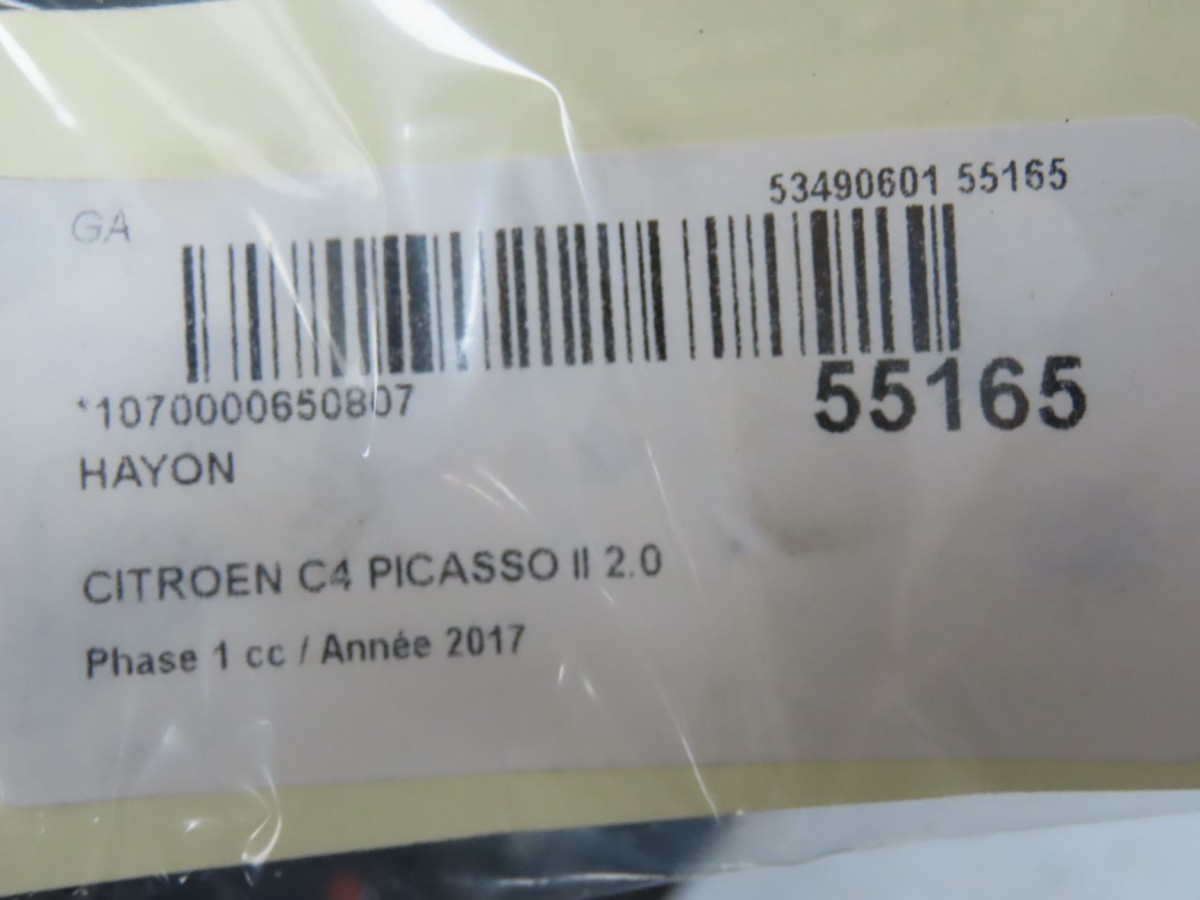 53490601 55165
GA
*1070000650807
55165
HAYON
CITROEN C4 PICASSO II 2.0
Phase 1 cc / Année 2017